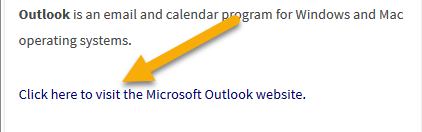 Outlook is an email and calendar program for Windows and Mac
operating systems.
Click here to visit the Microsoft Outlook website.